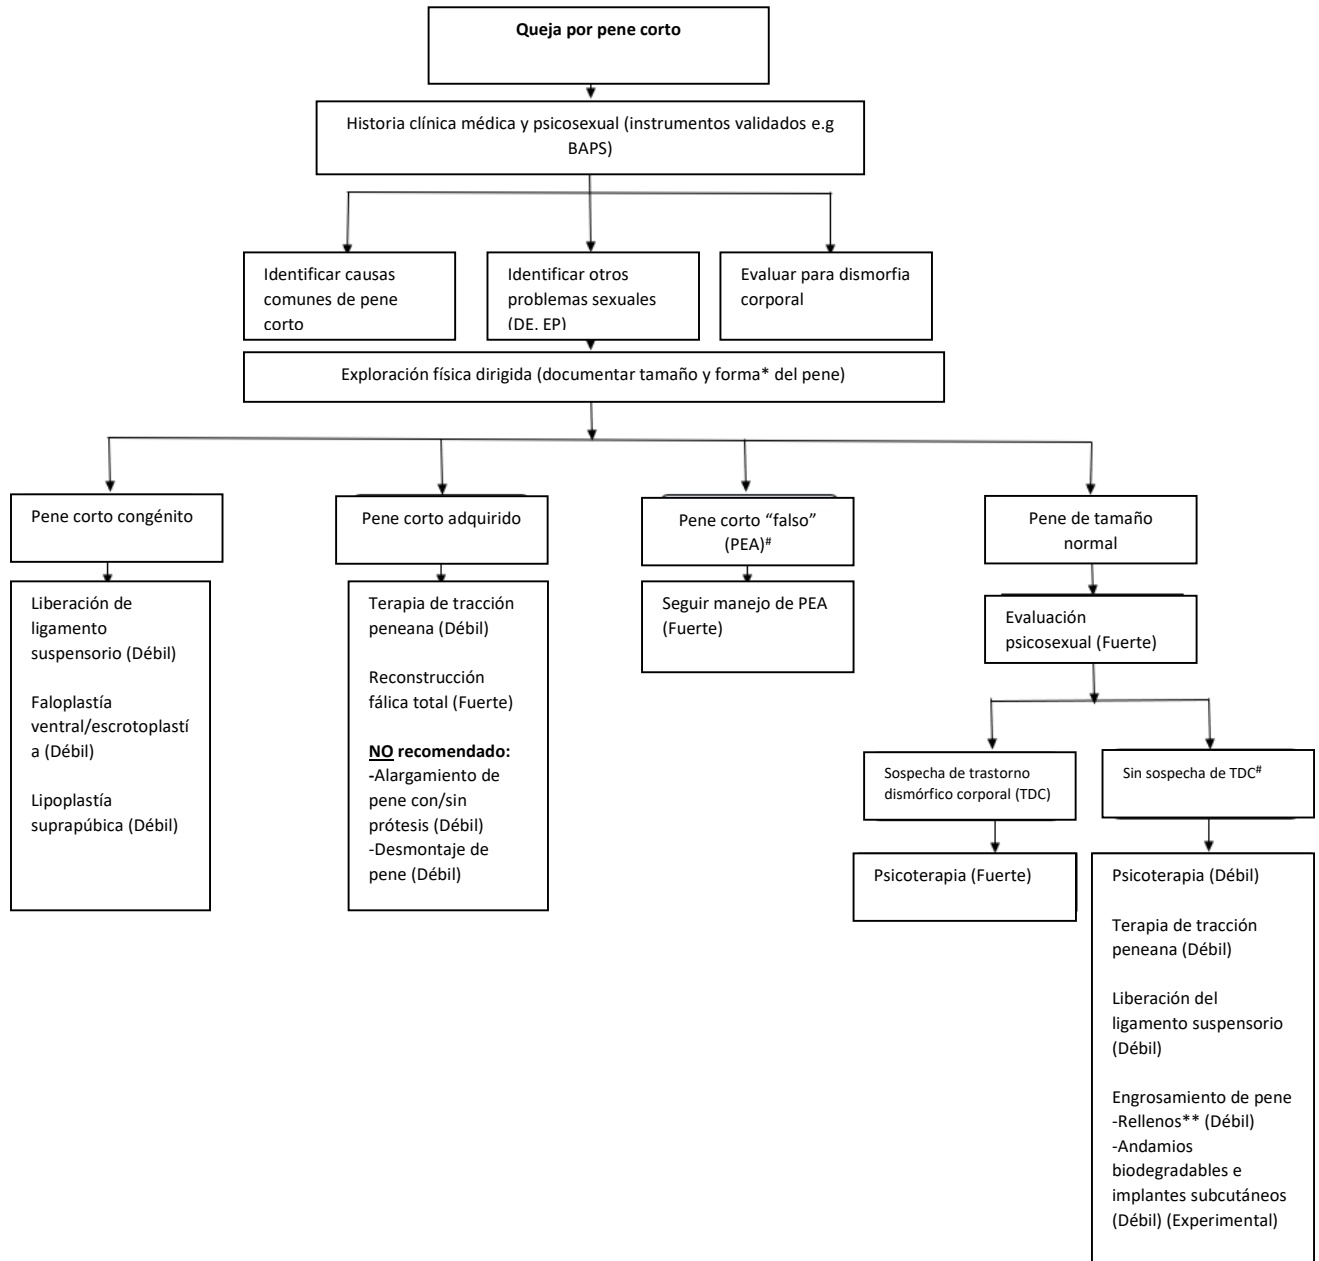 Queja por pene corto
Historia clínica médica y psicosexual (instrumentos validados e.g
BAPS)
Identificar causas
comunes de pene
corto
Identificar otros
problemas sexuales
(DE. EP)
Evaluar para dismorfia
corporal
Exploración física dirigida (documentar tamaño y forma* del pene)
Pene corto congénito
Pene corto adquirido
Pene corto “falso”
(PEA)#
Pene de tamaño
normal
Liberación de
ligamento
suspensorio (Débil)
Faloplastía
ventral/escrotoplastí
a (Débil)
Lipoplastía
suprapúbica (Débil)
Terapia de tracción
peneana (Débil)
Reconstrucción
fálica total (Fuerte)
NO recomendado:
-Alargamiento de
pene con/sin
prótesis (Débil)
-Desmontaje de
pene (Débil)
Seguir manejo de PEA
(Fuerte)
Evaluación
psicosexual (Fuerte)
Sospecha de trastorno
dismórfico corporal (TDC)
Sin sospecha de TDC#
Psicoterapia (Fuerte)
Psicoterapia (Débil)
Terapia de tracción
peneana (Débil)
Liberación del
ligamento suspensorio
(Débil)
Engrosamiento de pene
-Rellenos** (Débil)
-Andamios
biodegradables e
implantes subcutáneos
(Débil) (Experimental)